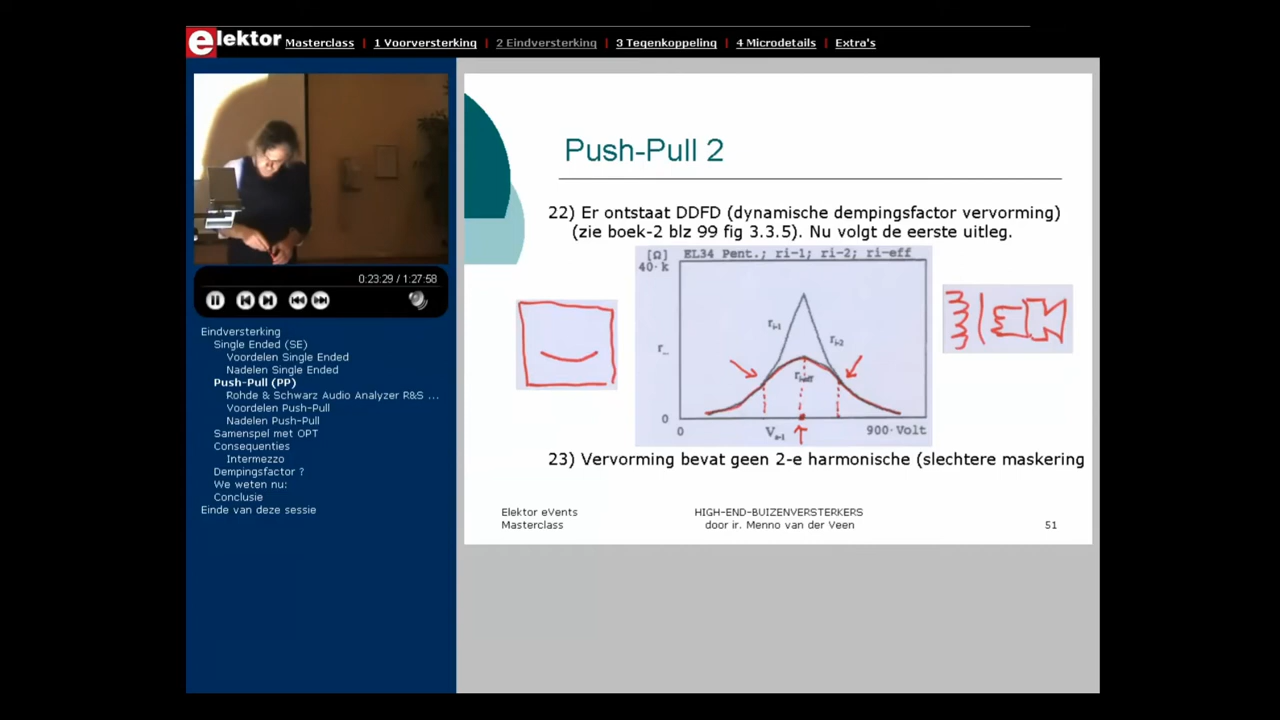 elektor
Masterclass | 1 Voorversterking | 2 Eindversterking | 3 Tegenkoppeling | 4 Microdetails | Extra's
0:23:29 / 1:27:58
Eindversterking
Single Ended (SE)
Voordelen Single Ended
Nadelen Single Ended
Push-Pull (PP)
Rohde & Schwarz Audio Analyzer R&S ...
Voordelen Push-Pull
Nadelen Push-Pull
Samenspel met OPT
Consequenties
Intermezzo
Dempingsfactor ?
We weten nu:
Conclusie
Einde van deze sessie
Push-Pull 2
22) Er ontstaat DDFD (dynamische dempingsfactor vervorming)
(zie boek-2 blz 99 fig 3.3.5). Nu volgt de eerste uitleg.
[Ω] EL34 Pent.; ri-1; ri-2; ri-eff
40·k
ri-1
ri-2
r
0
0
900·Volt
23) Vervorming bevat geen 2-e harmonische (slechtere maskering
Elektor eVents
Masterclass
HIGH-END-BUIZENVERSTERKERS
door ir. Menno van der Veen
51